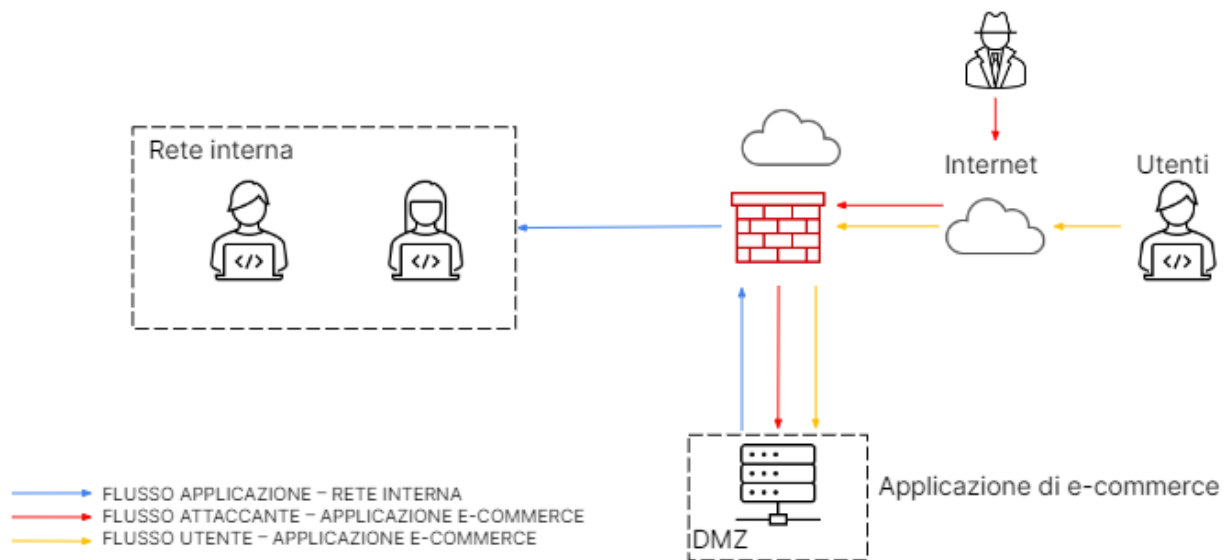 Internet
Utenti
Rete interna
</>
</>
</>
Applicazione di e-commerce
DMZ
FLUSSO APPLICAZIONE – RETE INTERNA
FLUSSO ATTACCANTE – APPLICAZIONE E-COMMERCE
FLUSSO UTENTE – APPLICAZIONE E-COMMERCE